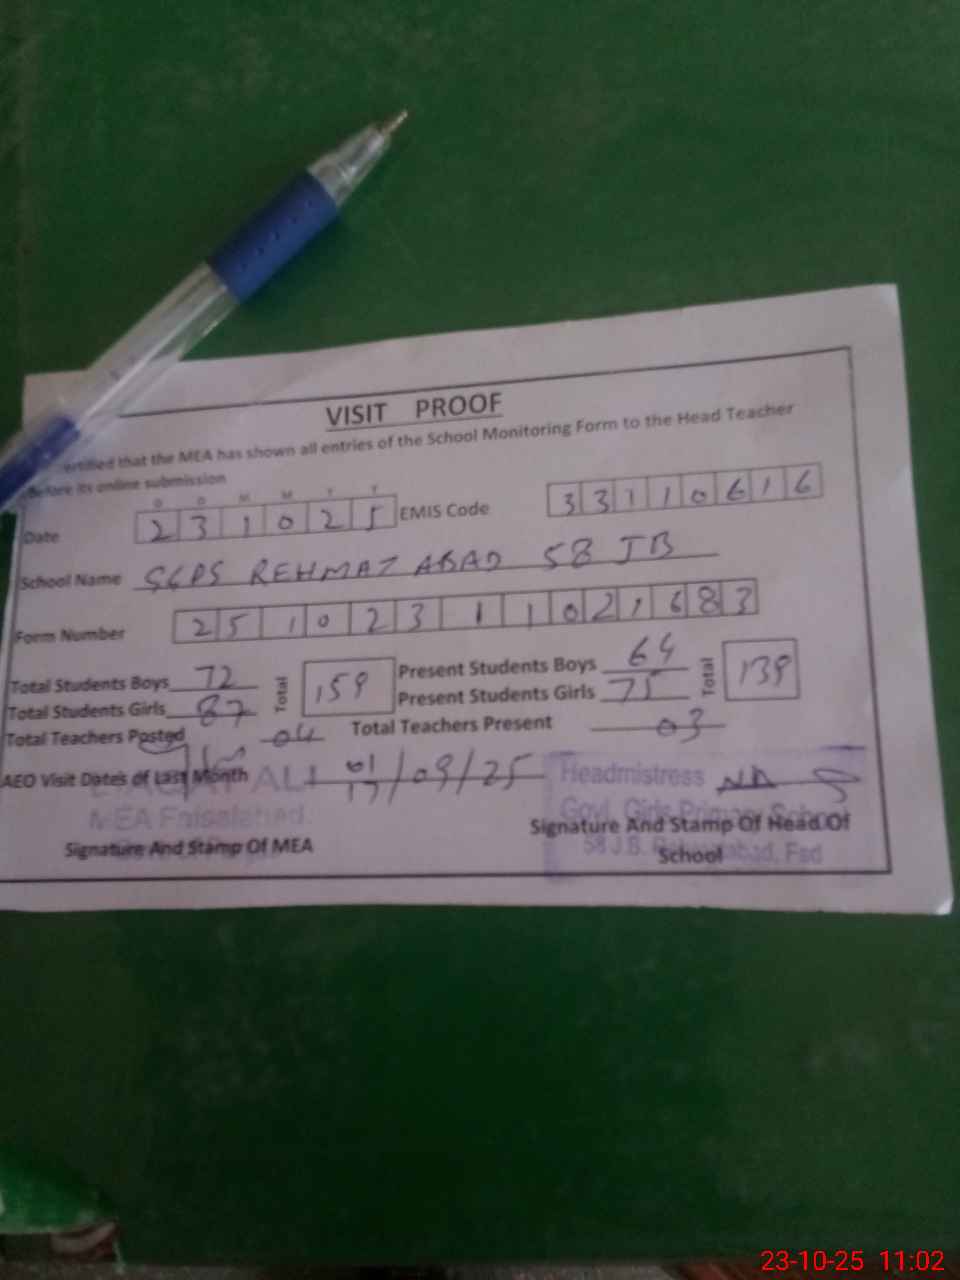 VISIT PROOF
ertified that the MEA has shown all entries of the School Monitoring Form to the Head Teacher
Before its online submission
D D M M Y Y
Date 2 3 1 0 2 5 EMIS Code 3 3 1 1 0 6 1 6
School Name SCPS REHMAT ABAD 58 JB
Form Number 2 5 1 0 2 3 1 1 0 2 1 6 8 3
Total Students Boys 72 Total 159 Present Students Boys 64 Total 139
Total Students Girls 87 Present Students Girls 75
Total Teachers Posted 04 Total Teachers Present 03
AEO Visit Dates of Last Month 01 17/09/25
ALI
MEA Faisalabad.
Signature And Stamp Of MEA
Headmistress
Govt. Girls Primary School
58 J.B. Fsd
Signature And Stamp Of Head Of School
23-10-25 11:02